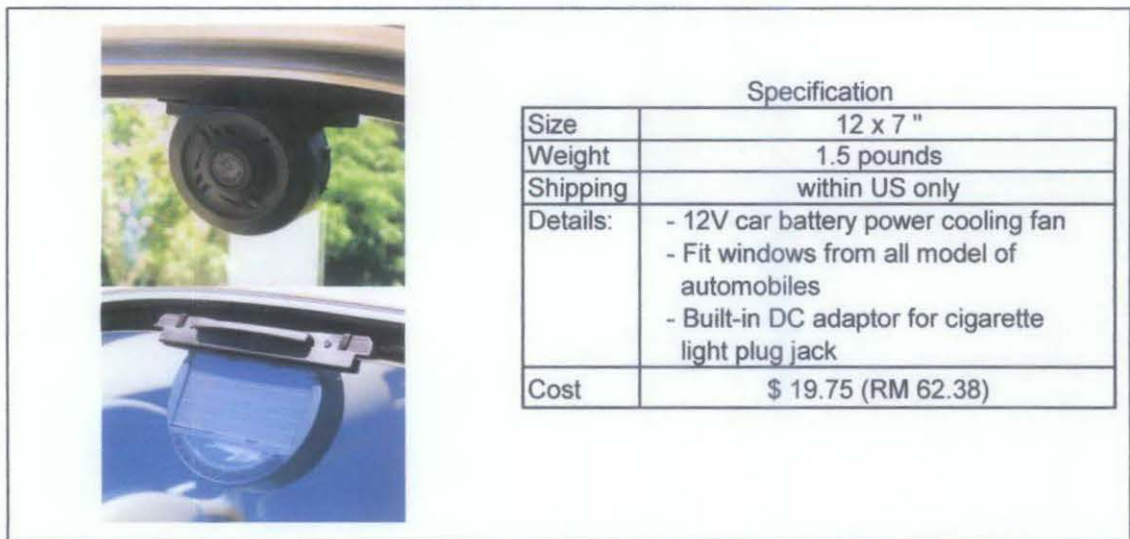 Specification
Size 12 x 7 "
Weight 1.5 pounds
Shipping within US only
Details: - 12V car battery power cooling fan
- Fit windows from all model of
automobiles
- Built-in DC adaptor for cigarette
light plug jack
Cost $ 19.75 (RM 62.38)